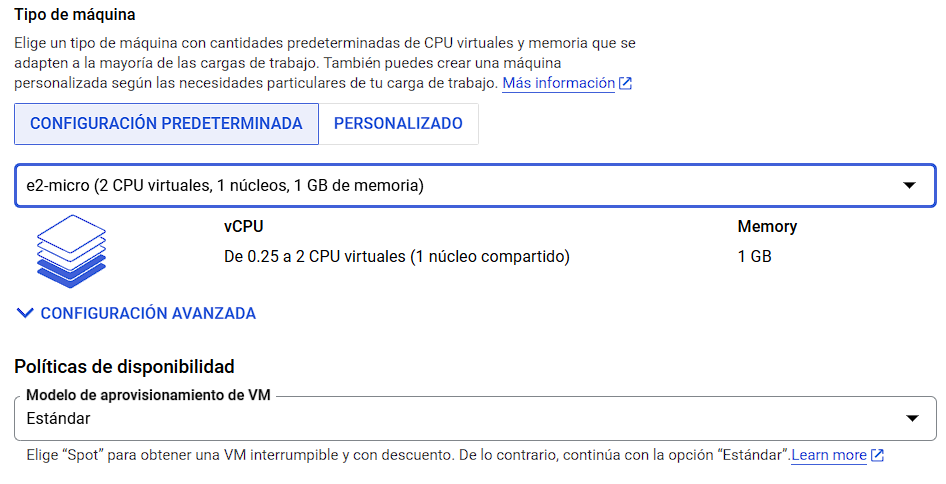 Tipo de máquina
Elige un tipo de máquina con cantidades predeterminadas de CPU virtuales y memoria que se
adapten a la mayoría de las cargas de trabajo. También puedes crear una máquina
personalizada según las necesidades particulares de tu carga de trabajo. Más información
CONFIGURACIÓN PREDETERMINADA PERSONALIZADO
e2-micro (2 CPU virtuales, 1 núcleos, 1 GB de memoria)
vCPU Memory
De 0.25 a 2 CPU virtuales (1 núcleo compartido) 1 GB
CONFIGURACIÓN AVANZADA
Políticas de disponibilidad
Modelo de aprovisionamiento de VM
Estándar
Elige “Spot” para obtener una VM interrumpible y con descuento. De lo contrario, continúa con la opción “Estándar”.Learn more